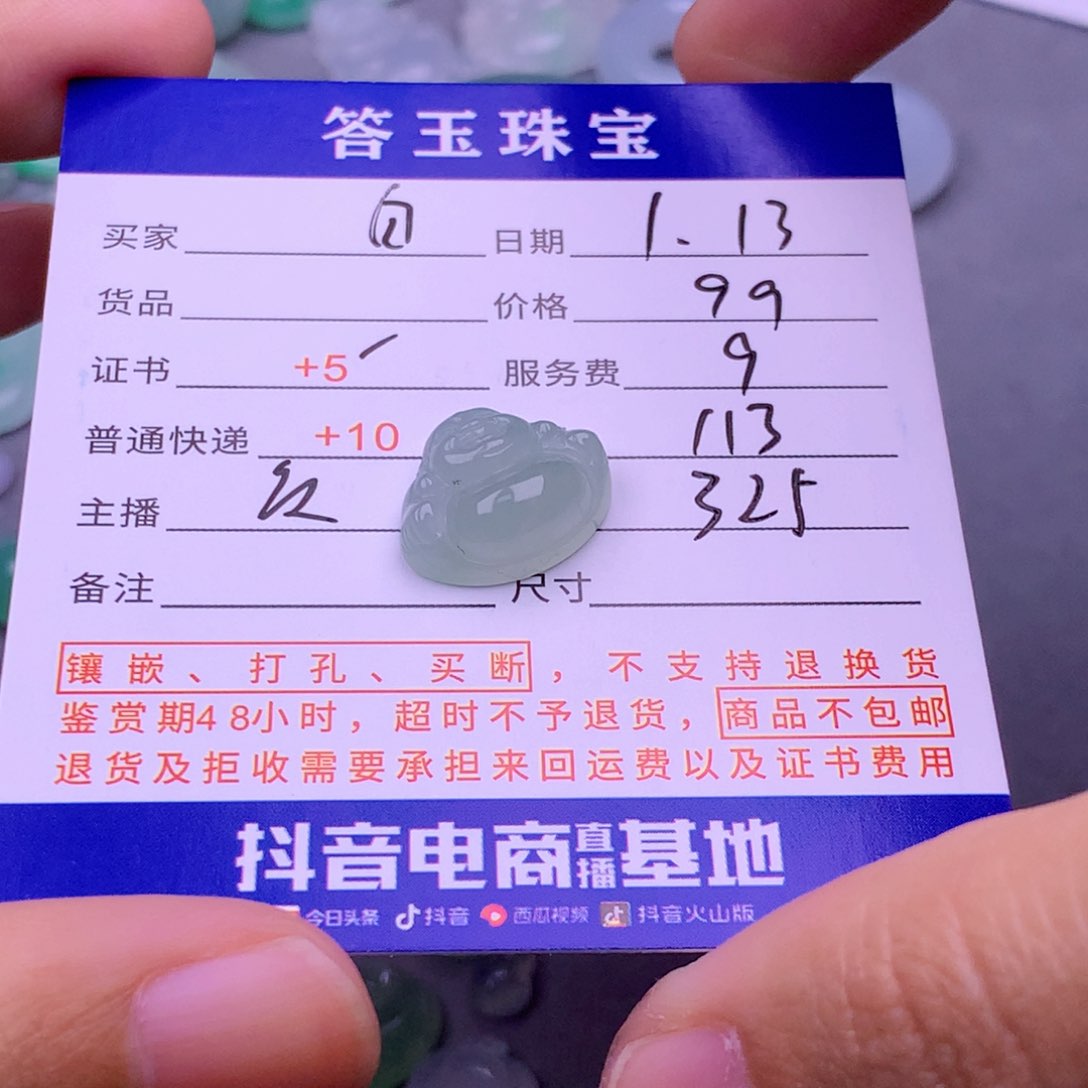 答玉珠宝
买家 自 日期 1.13
货品 价格 99
证书 +5 服务费 9
普通快递 +10 113
主播 红 325
备注 尺寸
镶嵌、打孔、买断，不支持退换货
鉴赏期48小时，超时不予退货，商品不包邮
退货及拒收需要承担来回运费以及证书费用
抖音电商直播基地
今日头条 抖音 西瓜视频 抖音火山版